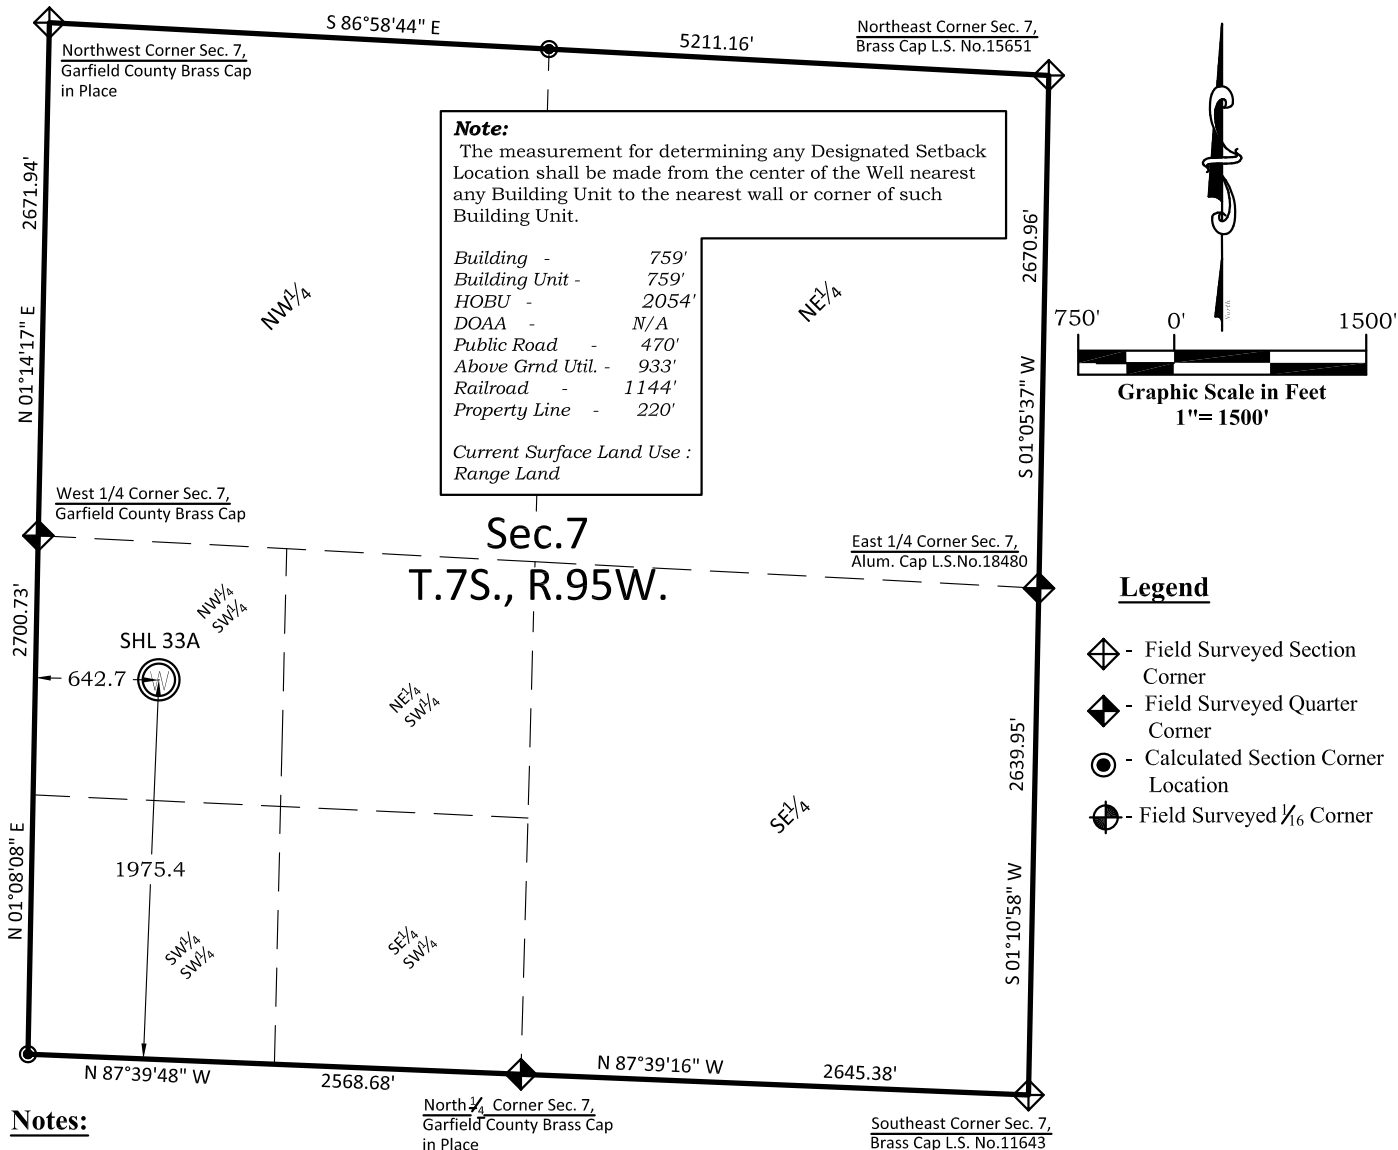 S 86°58'44" E
5211.16'
Northwest Corner Sec. 7,
Garfield County Brass Cap
in Place
Northeast Corner Sec. 7,
Brass Cap L.S. No.15651
Note:
The measurement for determining any Designated Setback
Location shall be made from the center of the Well nearest
any Building Unit to the nearest wall or corner of such
Building Unit.
Building - 759'
Building Unit - 759'
HOBU - 2054'
DOAA - N/A
Public Road - 470'
Above Grnd Util. - 933'
Railroad - 1144'
Property Line - 220'
Current Surface Land Use :
Range Land
2671.94'
N 01°14'17" E
NW¼
NE¼
2670.96'
S 01°05'37" W
North
750' 0' 1500'
Graphic Scale in Feet
1"= 1500'
West 1/4 Corner Sec. 7,
Garfield County Brass Cap
Sec.7
T.7S., R.95W.
East 1/4 Corner Sec. 7,
Alum. Cap L.S.No.18480
Legend
- Field Surveyed Section
Corner
- Field Surveyed Quarter
Corner
- Calculated Section Corner
Location
- Field Surveyed 1/16 Corner
2700.73'
N 01°08'08" E
NW¼
SW¼
SHL 33A
W
642.7
NE¼
SW¼
1975.4
SW¼
SW¼
SE¼
SW¼
SE¼
2639.95'
S 01°10'58" W
N 87°39'48" W
2568.68'
N 87°39'16" W
2645.38'
North ¼ Corner Sec. 7,
Garfield County Brass Cap
in Place
Southeast Corner Sec. 7,
Brass Cap L.S. No.11643
Notes: